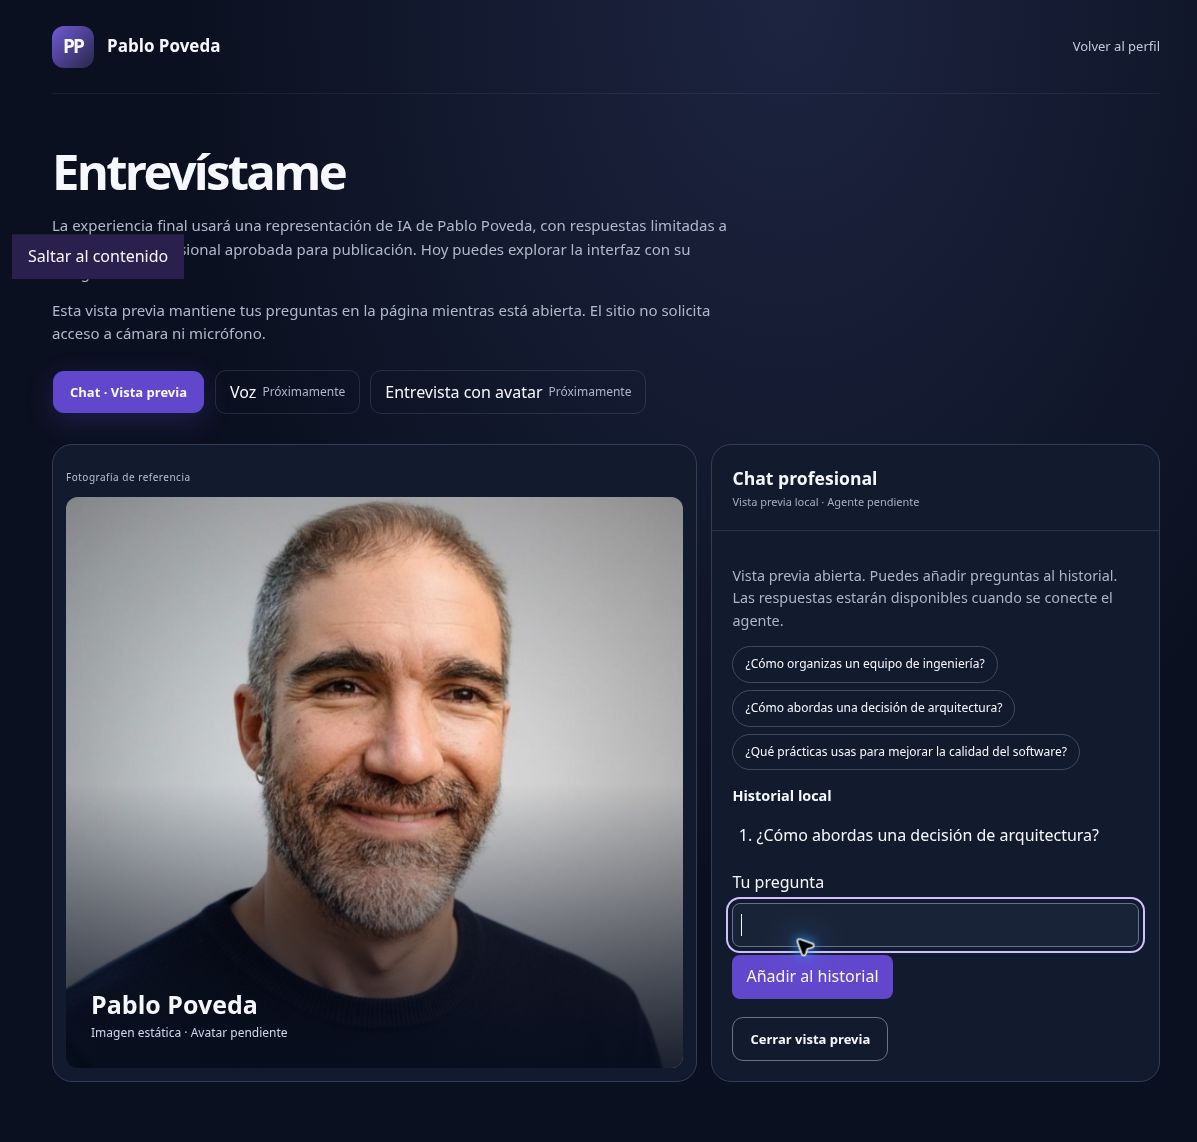 PP
Pablo Poveda
Volver al perfil
Entrevístame
La experiencia final usará una representación de IA de Pablo Poveda, con respuestas limitadas a
aprobada para publicación. Hoy puedes explorar la interfaz con su
Saltar al contenido
Esta vista previa mantiene tus preguntas en la página mientras está abierta. El sitio no solicita
acceso a cámara ni micrófono.
Chat · Vista previa
Voz Próximamente
Entrevista con avatar Próximamente
Fotografía de referencia
Pablo Poveda
Imagen estática · Avatar pendiente
Chat profesional
Vista previa local · Agente pendiente
Vista previa abierta. Puedes añadir preguntas al historial.
Las respuestas estarán disponibles cuando se conecte el
agente.
¿Cómo organizas un equipo de ingeniería?
¿Cómo abordas una decisión de arquitectura?
¿Qué prácticas usas para mejorar la calidad del software?
Historial local
1. ¿Cómo abordas una decisión de arquitectura?
Tu pregunta
Añadir al historial
Cerrar vista previa